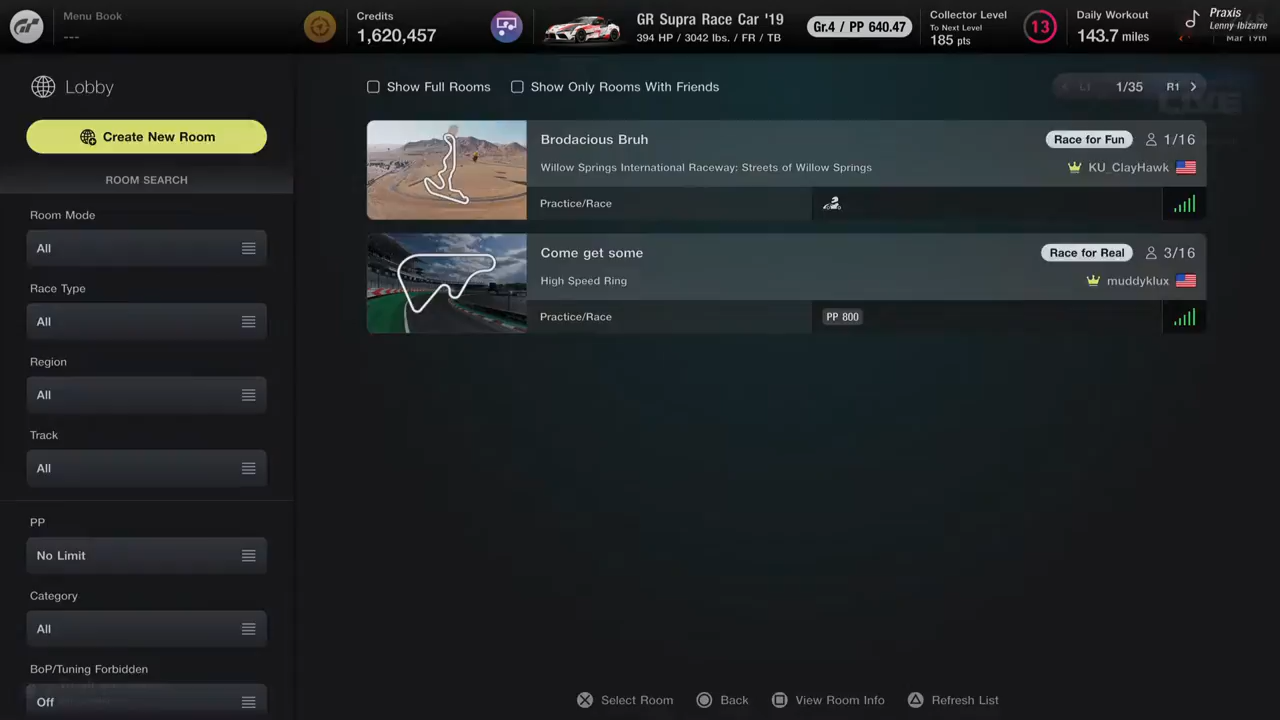 GT
Menu Book
---
Credits
1,620,457
GR Supra Race Car '19
394 HP / 3042 lbs. / FR / TB
Gr.4 / PP 640.47
Collector Level
To Next Level
185 pts
13
Daily Workout
143.7 miles
Praxis
Lenny Ibizarre
Mar 19th
Lobby
Create New Room
ROOM SEARCH
Room Mode
All
Race Type
All
Region
All
Track
All
PP
No Limit
Category
All
BoP/Tuning Forbidden
Off
Show Full Rooms
Show Only Rooms With Friends
L1
1/35
R1
LIVE
Brodacious Bruh
Race for Fun
1/16
Willow Springs International Raceway: Streets of Willow Springs
KU_ClayHawk
Practice/Race
Come get some
Race for Real
3/16
High Speed Ring
muddyklux
Practice/Race
PP 800
Select Room
Back
View Room Info
Refresh List